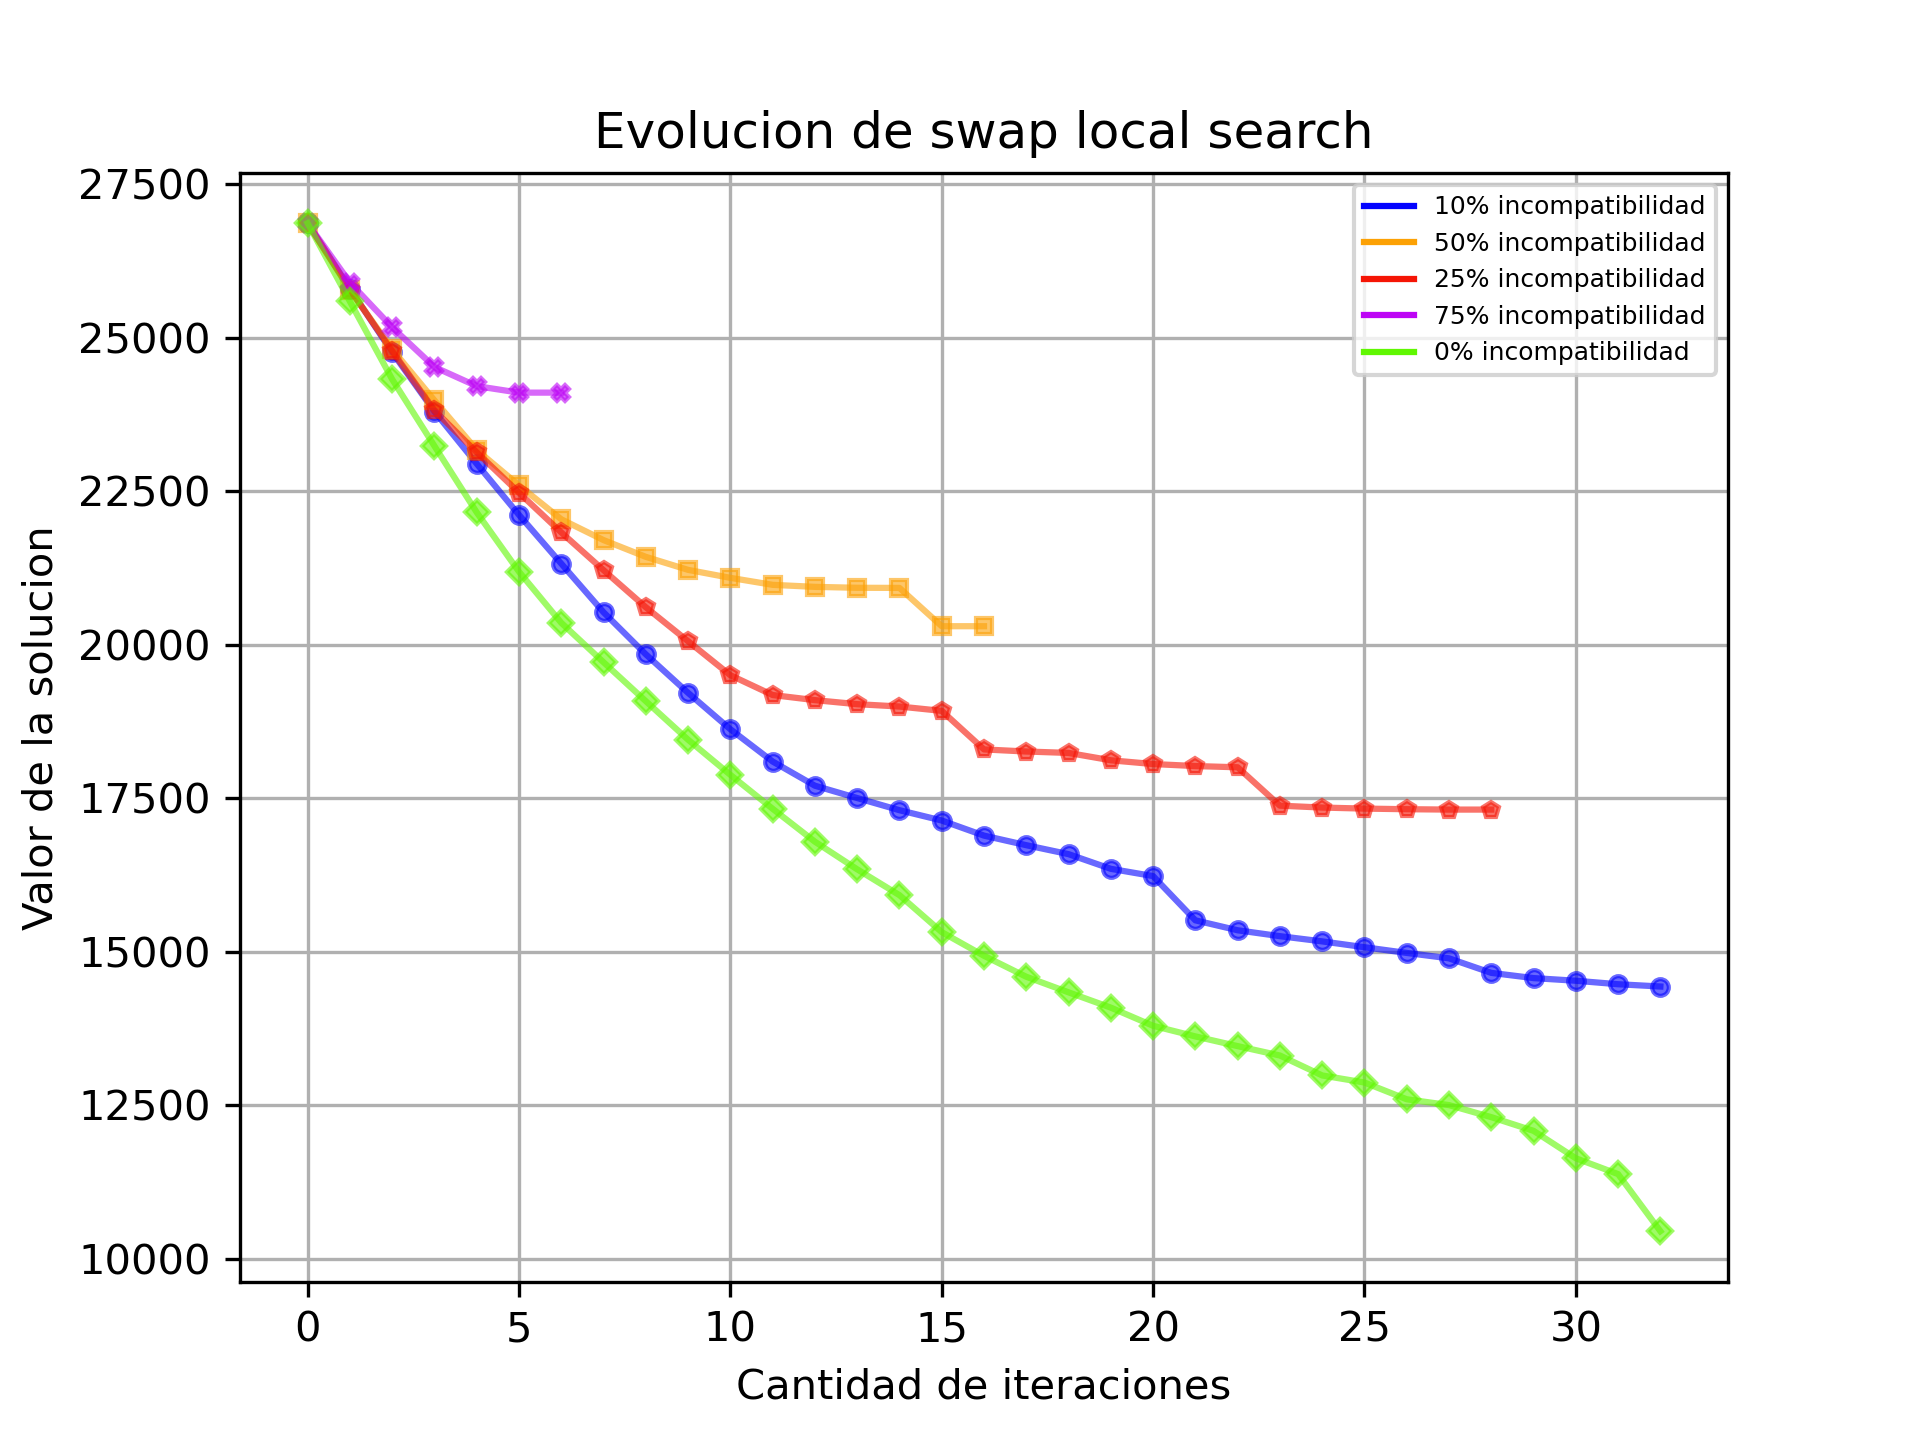 Evolucion de swap local search
27500
25000
22500
20000
17500
15000
12500
10000
Valor de la solucion
10% incompatibilidad
50% incompatibilidad
25% incompatibilidad
75% incompatibilidad
0% incompatibilidad
0 5 10 15 20 25 30
Cantidad de iteraciones